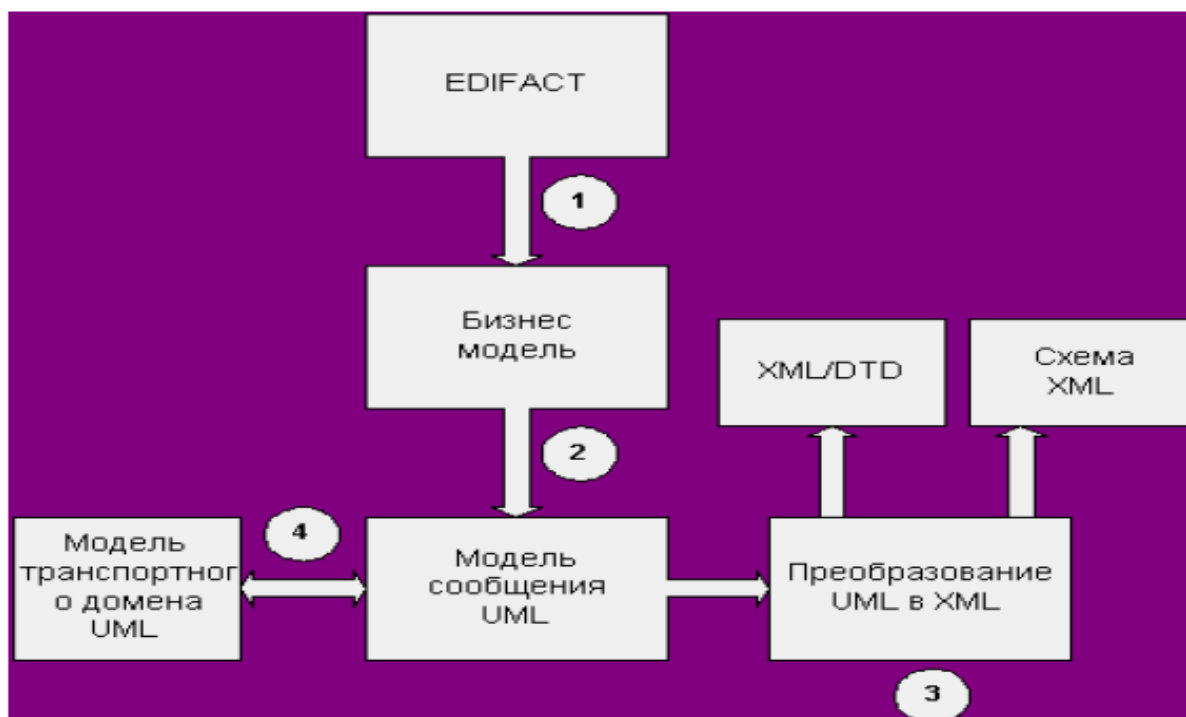 EDIFACT
1
Бизнес
модель
XML/DTD
Схема
XML
2
4
Модель
транспортног
о домена
UML
Модель
сообщения
UML
Преобразование
UML в XML
3